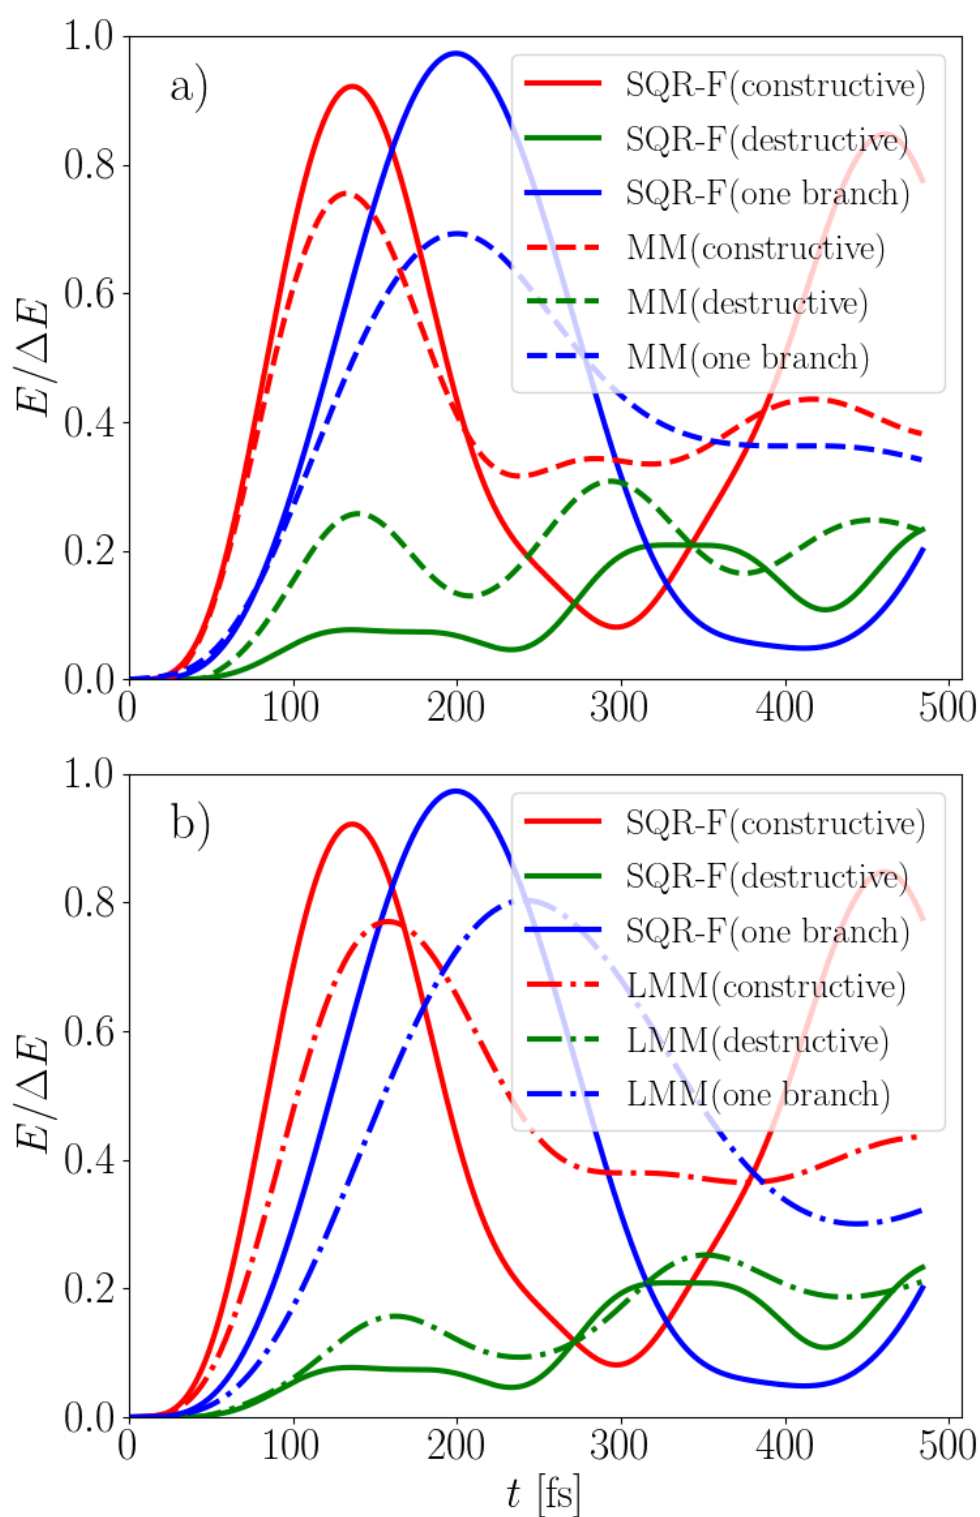 1.0
0.8
0.6
0.4
0.2
0.0
E/ΔE
a)
SQR-F(constructive)
SQR-F(destructive)
SQR-F(one branch)
MM(constructive)
MM(destructive)
MM(one branch)
0 100 200 300 400 500
1.0
0.8
0.6
0.4
0.2
0.0
E/ΔE
b)
SQR-F(constructive)
SQR-F(destructive)
SQR-F(one branch)
LMM(constructive)
LMM(destructive)
LMM(one branch)
0 100 200 300 400 500
t [fs]